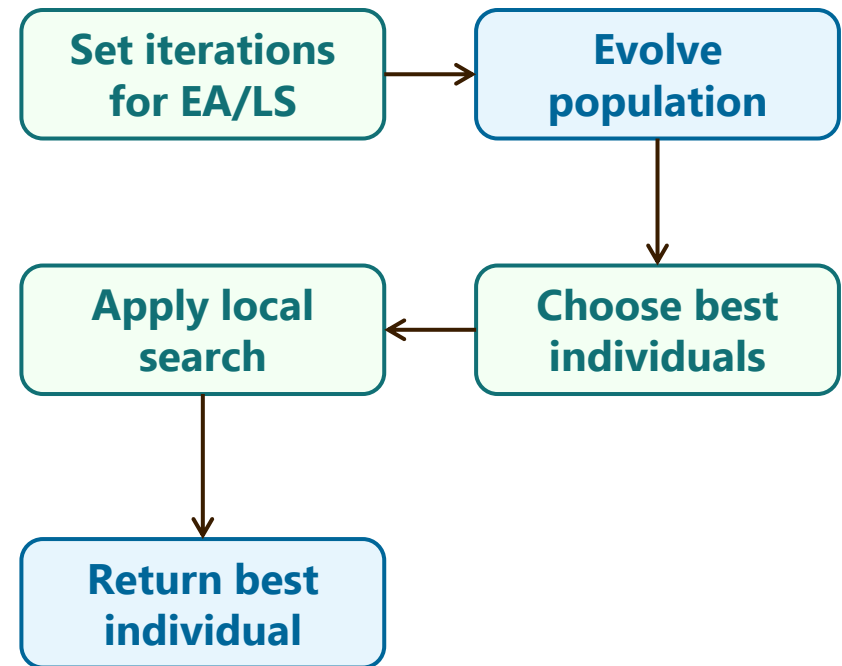 Set iterations
for EA/LS
Evolve
population
Choose best
individuals
Apply local
search
Return best
individual